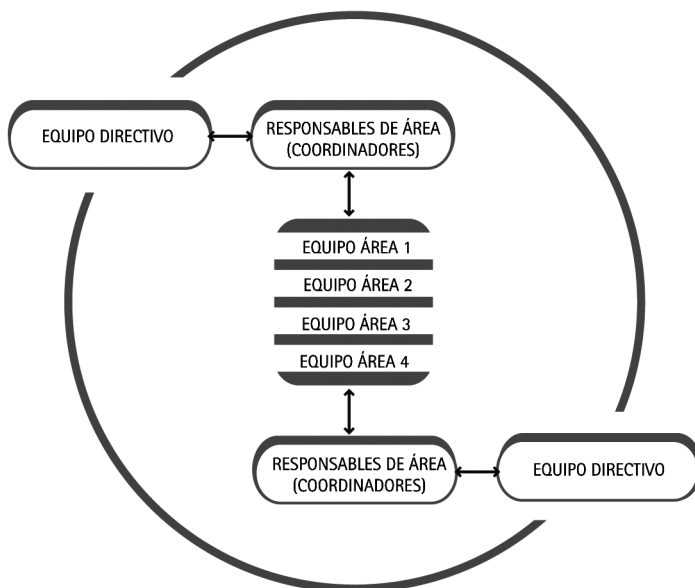 EQUIPO DIRECTIVO
RESPONSABLES DE ÁREA
(COORDINADORES)
EQUIPO ÁREA 1
EQUIPO ÁREA 2
EQUIPO ÁREA 3
EQUIPO ÁREA 4
RESPONSABLES DE ÁREA
(COORDINADORES)
EQUIPO DIRECTIVO